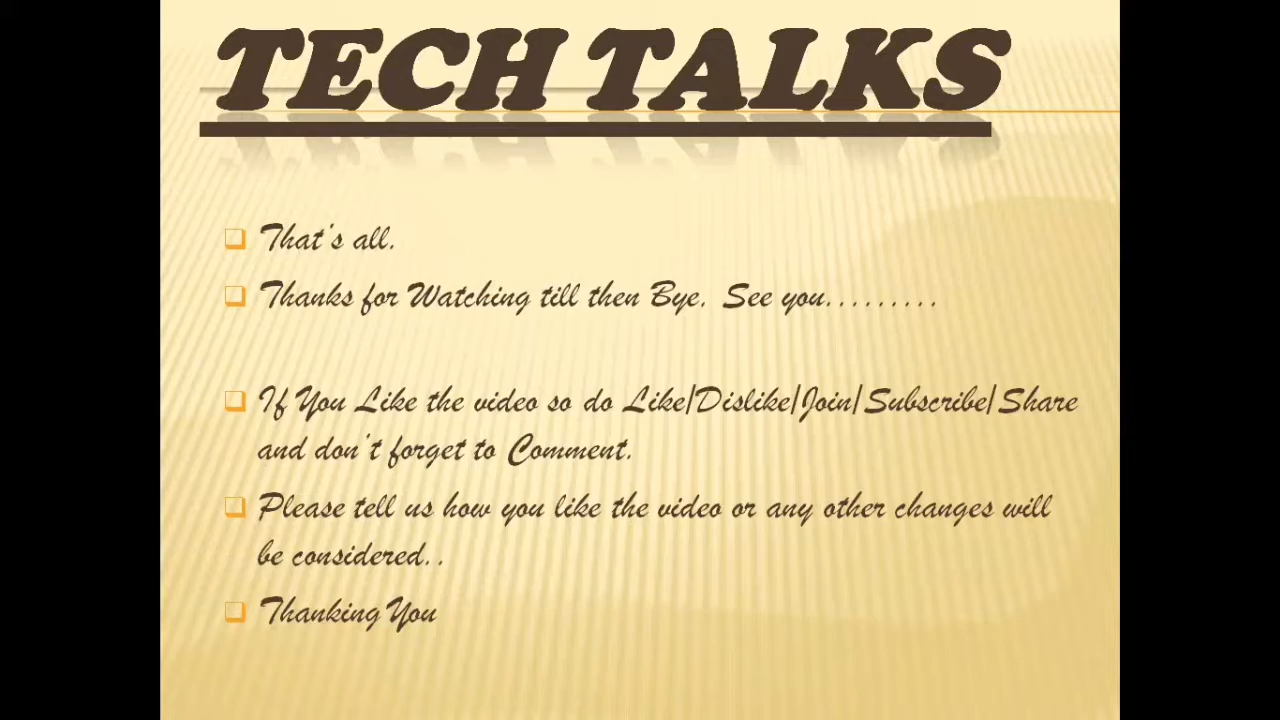 TECH TALKS
That's all.
Thanks for Watching till then Bye. See you.........
If You Like the video so do Like|Dislike|Join|Subscribe|Share
and don't forget to Comment.
Please tell us how you like the video or any other changes will
be considered..
Thanking You